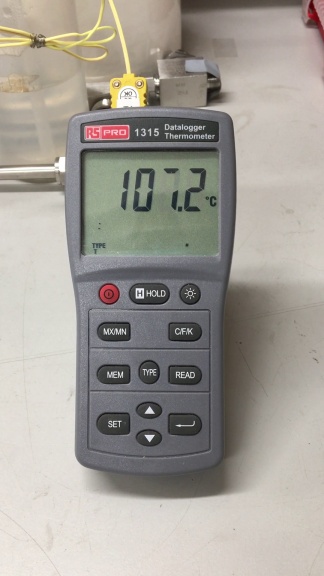 RS PRO 1315 Datalogger
Thermometer
107.2 °C
TYPE
HOLD
MX/MN C/F/K
MEM TYPE READ
SET